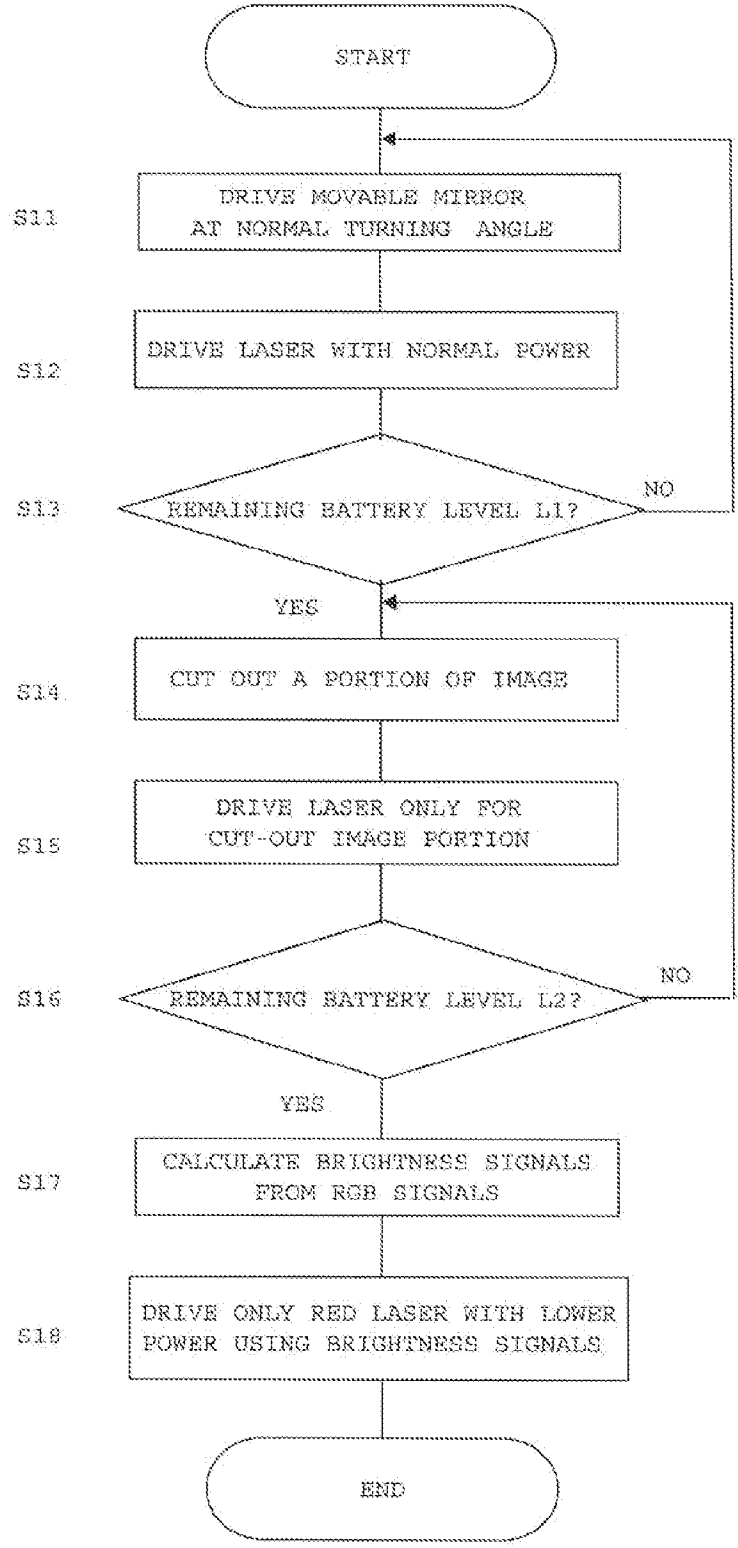 START
S11
DRIVE MOVABLE MIRROR
AT NORMAL TURNING ANGLE
S12
DRIVE LASER WITH NORMAL POWER
S13
REMAINING BATTERY LEVEL L1?
NO
YES
S14
CUT OUT A PORTION OF IMAGE
S15
DRIVE LASER ONLY FOR
CUT-OUT IMAGE PORTION
S16
REMAINING BATTERY LEVEL L2?
NO
YES
S17
CALCULATE BRIGHTNESS SIGNALS
FROM RGB SIGNALS
S18
DRIVE ONLY RED LASER WITH LOWER
POWER USING BRIGHTNESS SIGNALS
END